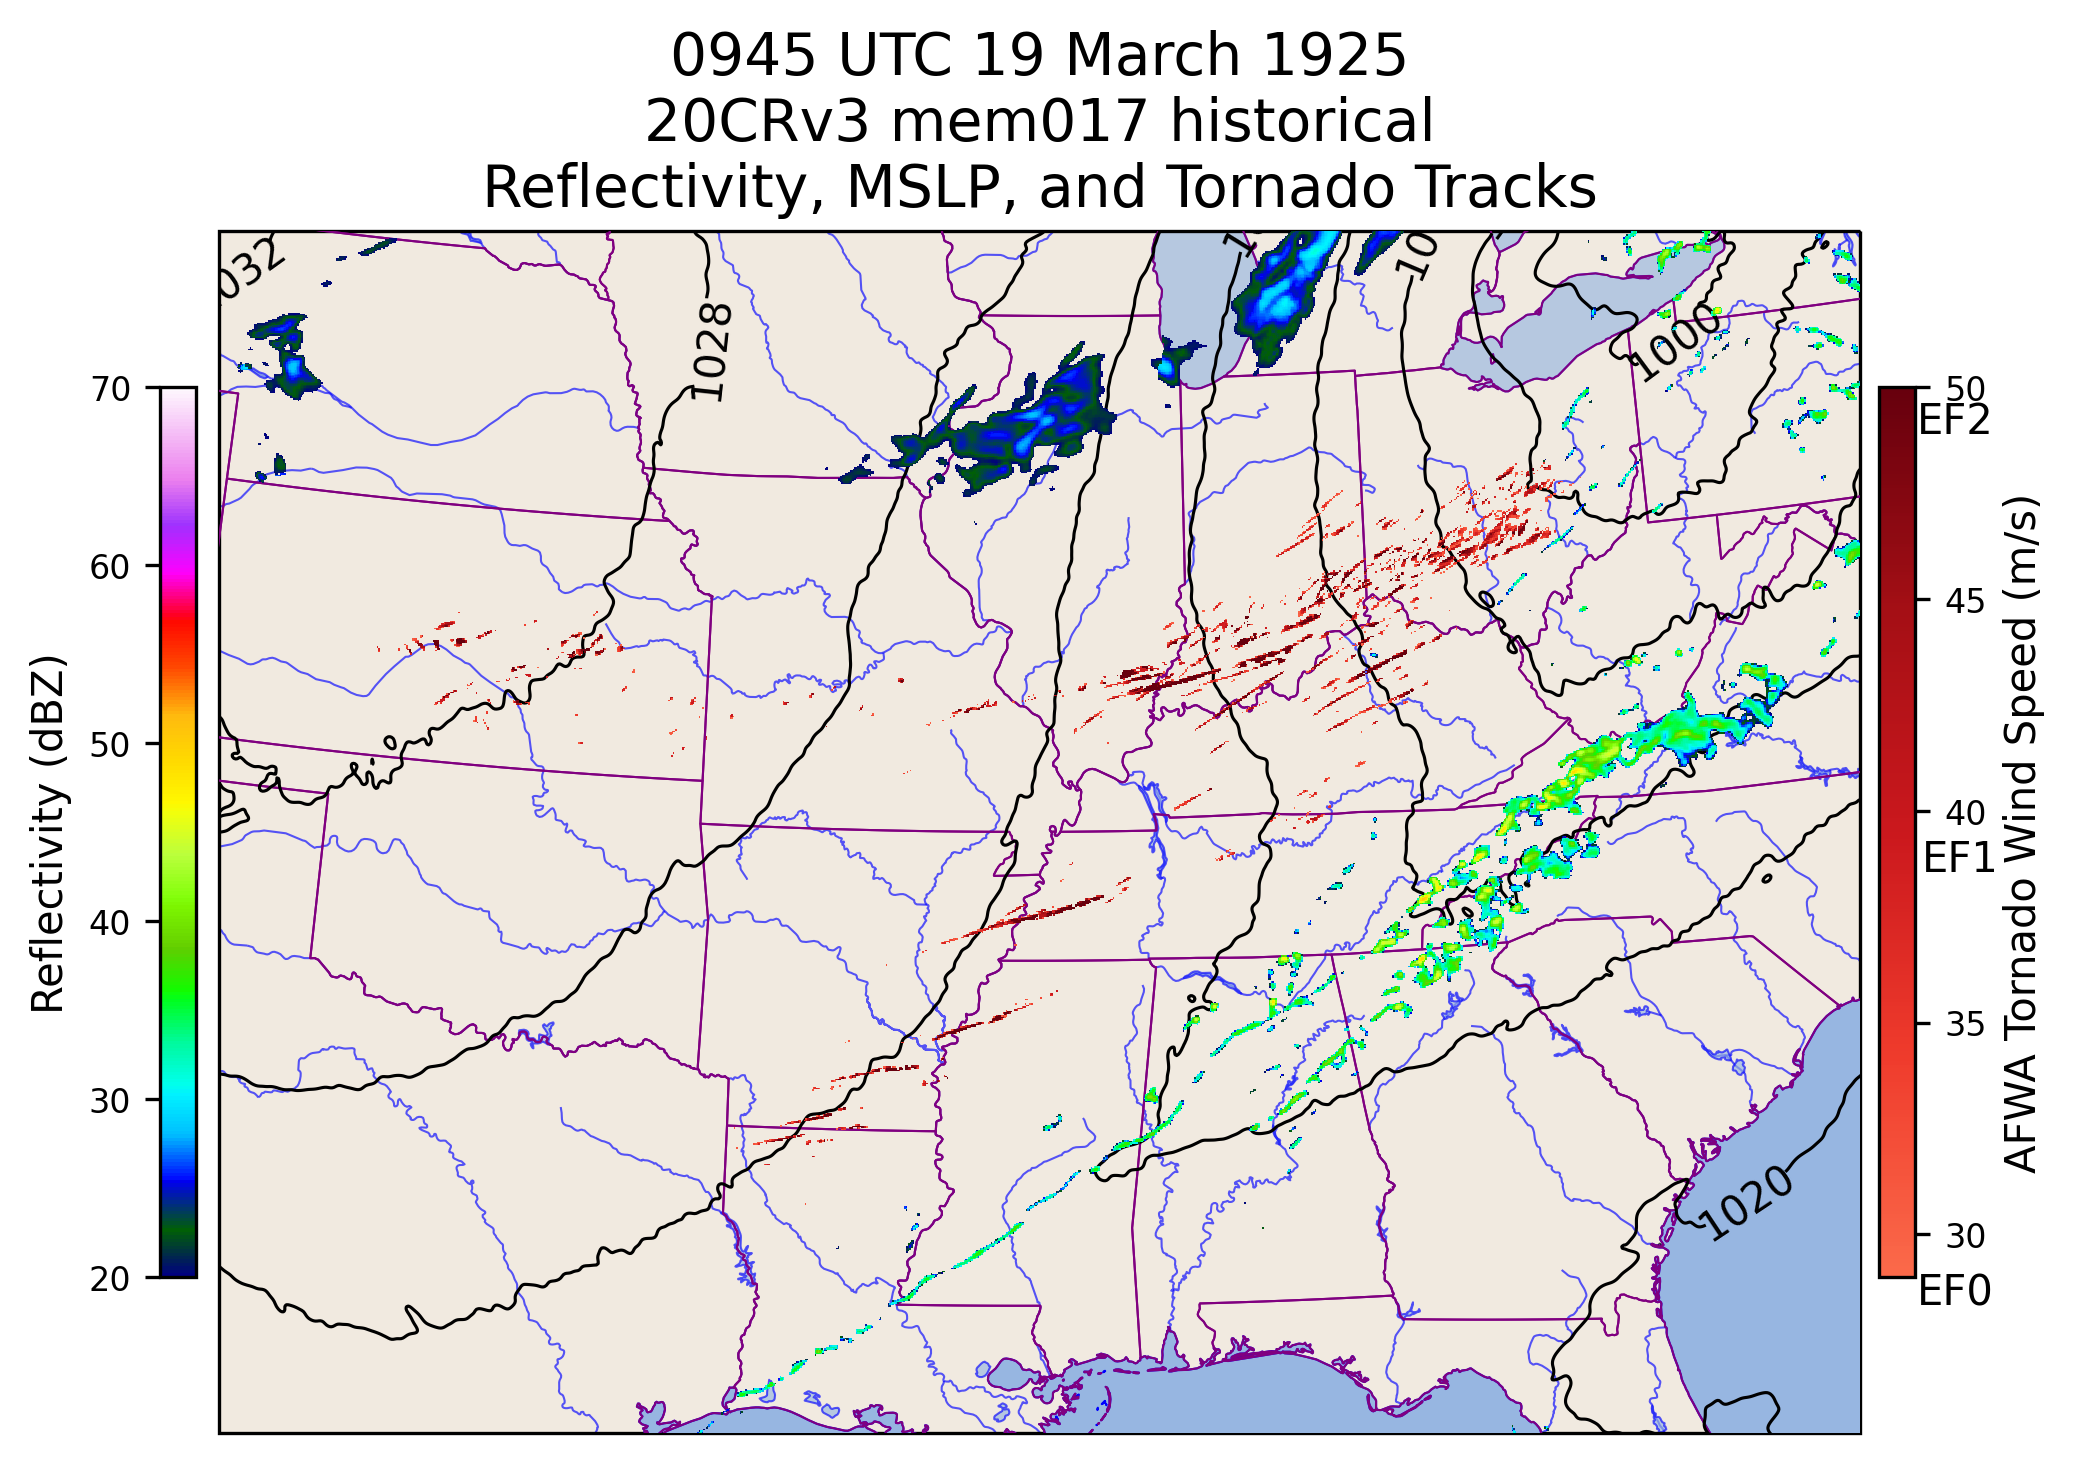 0945 UTC 19 March 1925
20CRv3 mem017 historical
Reflectivity, MSLP, and Tornado Tracks
032
1028
10
1000
1020
70
60
50
40
30
20
Reflectivity (dBZ)
50
EF2
45
40
EF1
35
30
EF0
AFWA Tornado Wind Speed (m/s)